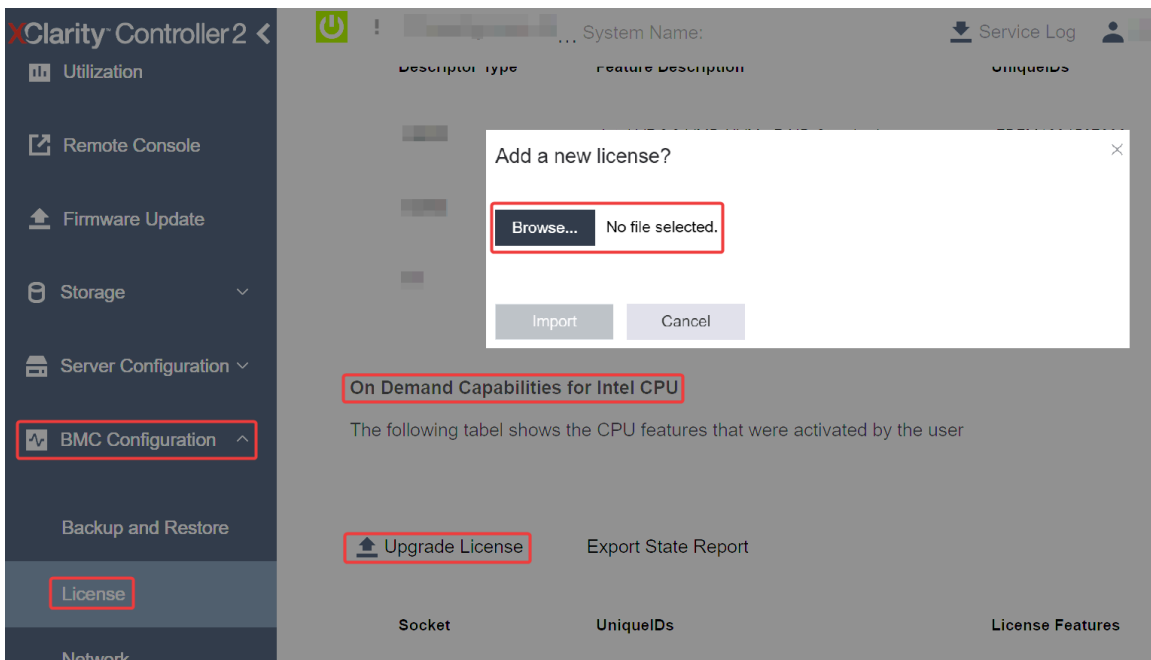 XClarity Controller 2
System Name:
Service Log
Utilization
Descriptor Type Feature Description UniqueIDs
Remote Console
Add a new license?
Firmware Update
Browse... No file selected.
Storage
Import Cancel
Server Configuration
On Demand Capabilities for Intel CPU
BMC Configuration
The following tabel shows the CPU features that were activated by the user
Backup and Restore
Upgrade License Export State Report
License
Socket UniqueIDs License Features
Network